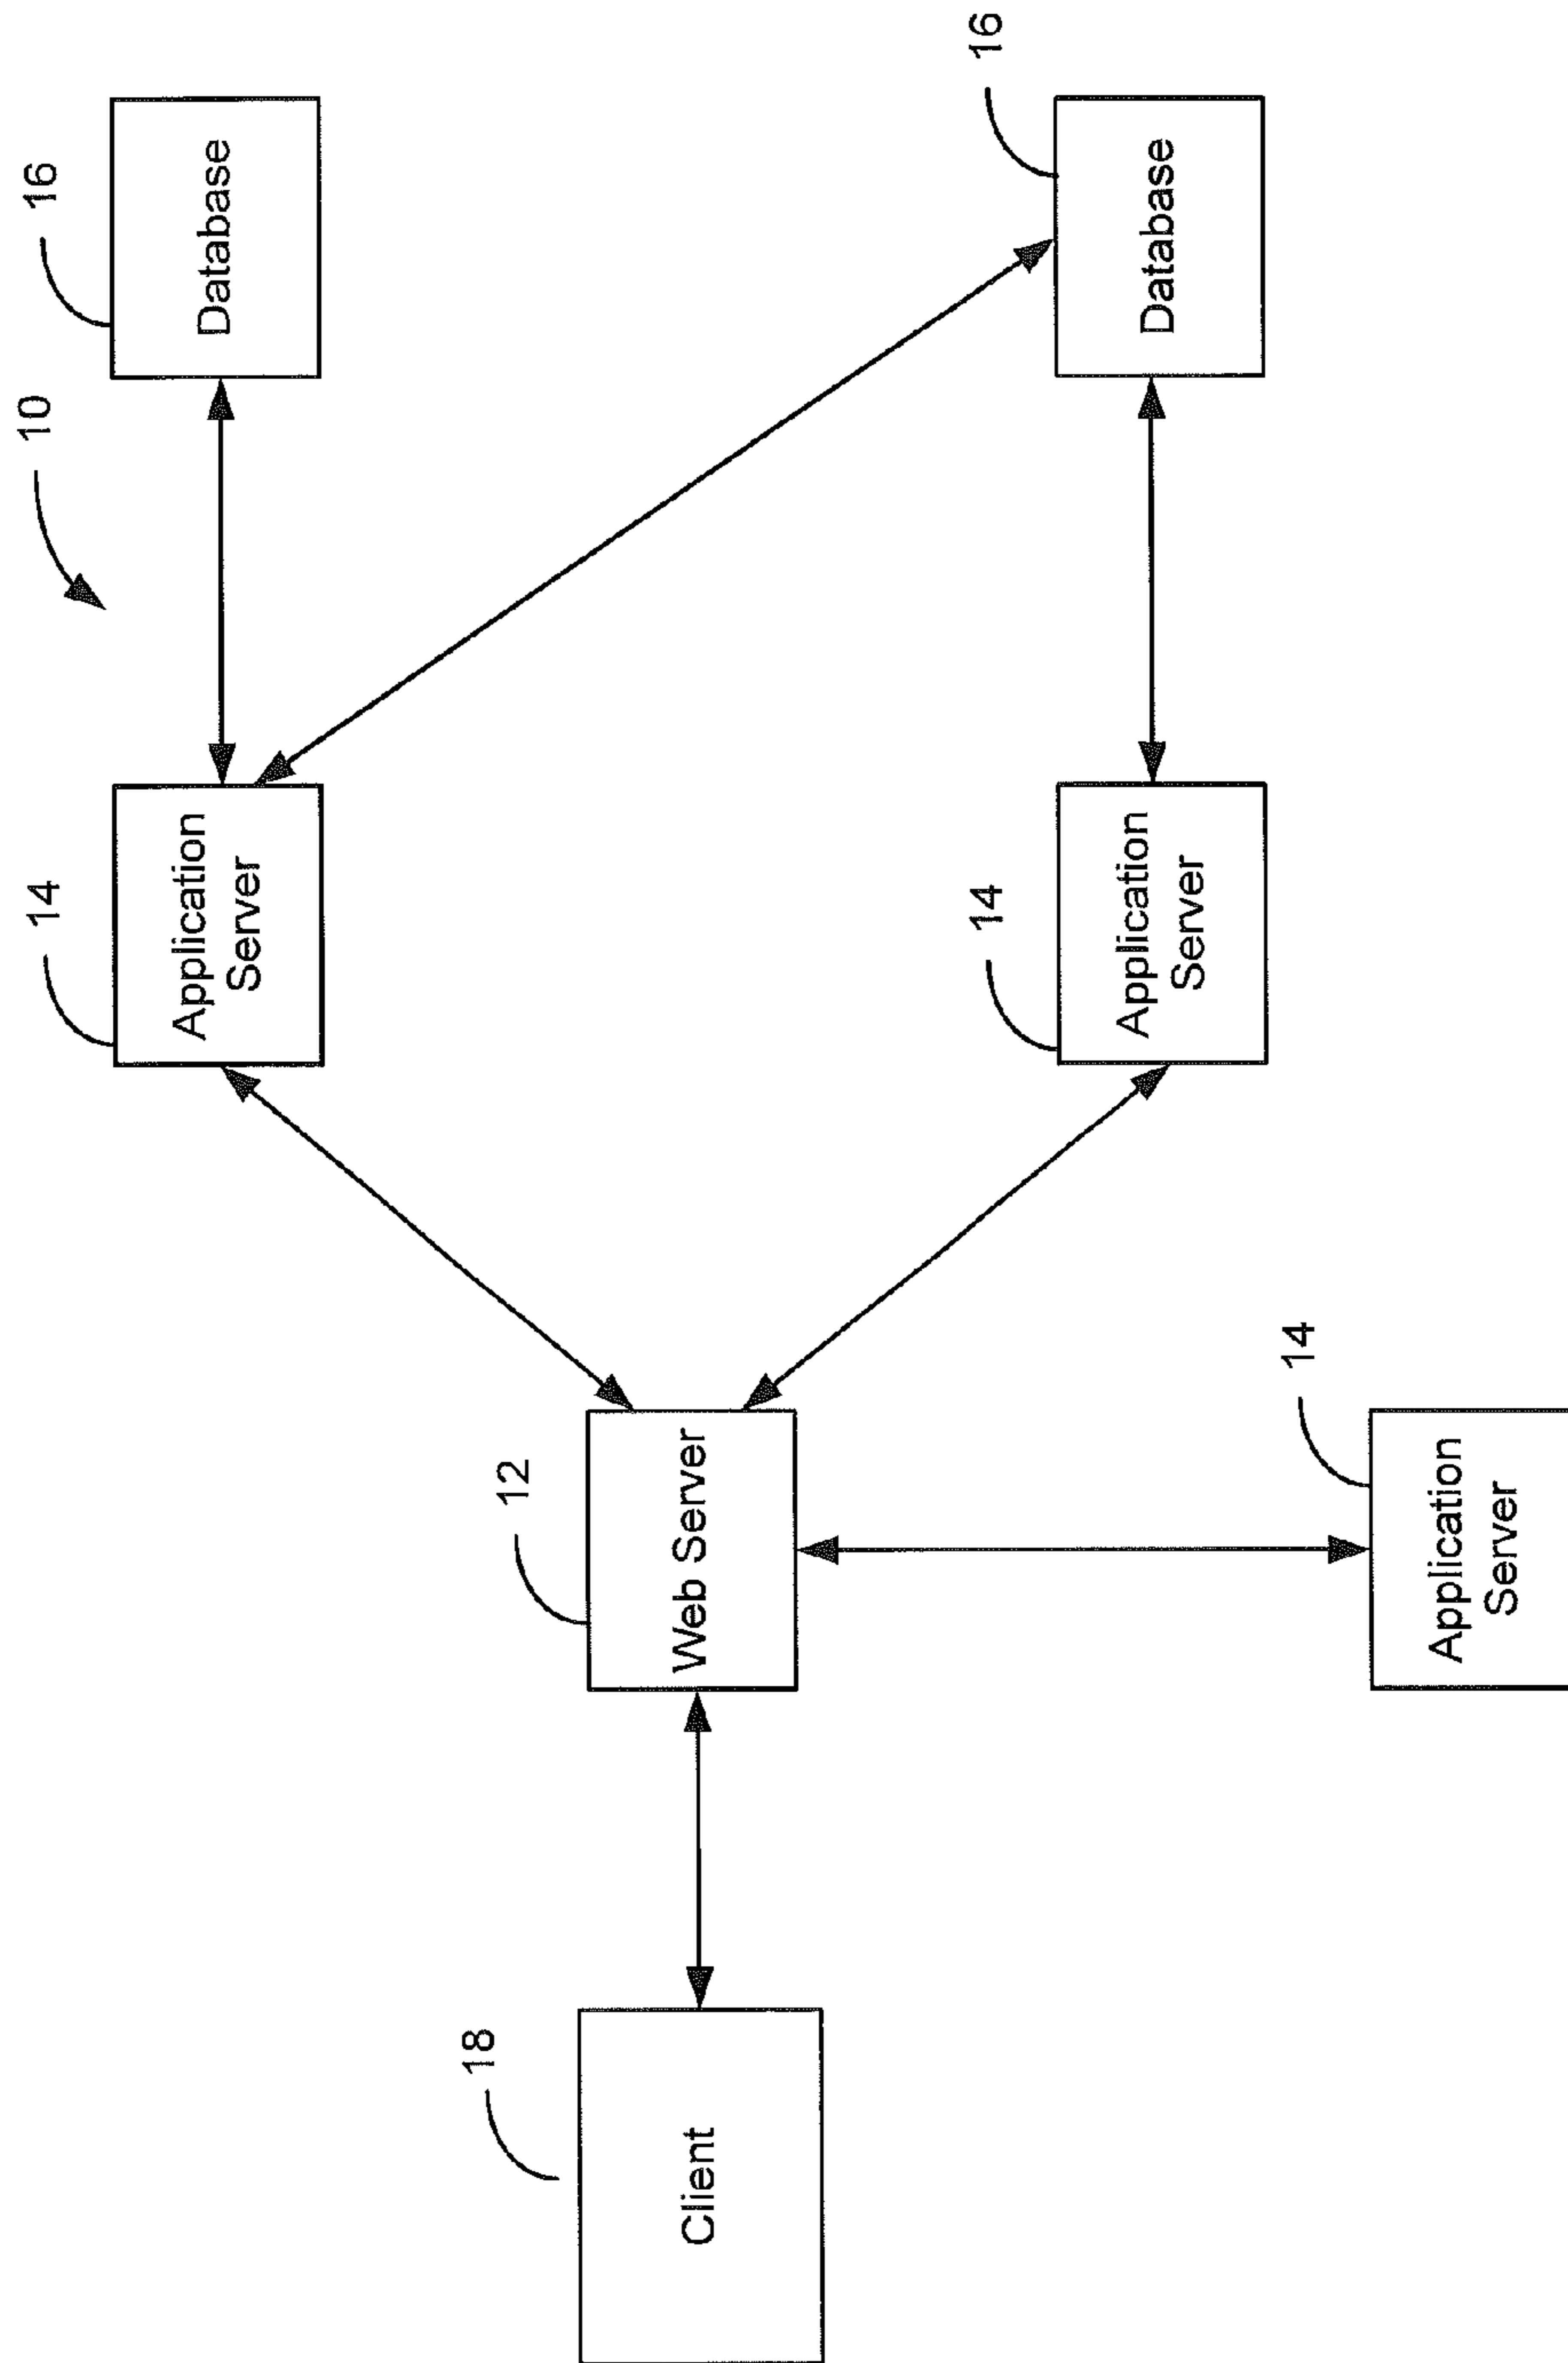 10
16
Database
14
Application
Server
16
Database
14
Application
Server
12
Web Server
14
Application
Server
18
Client